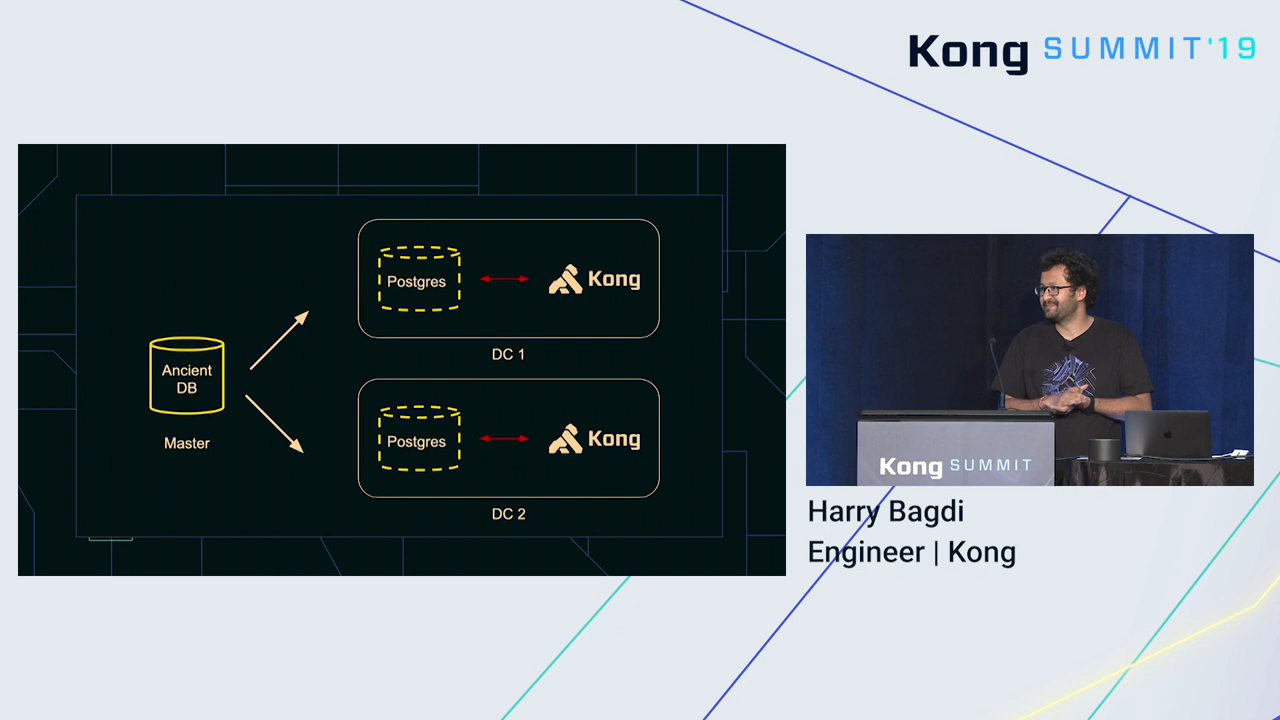 Kong SUMMIT'19
Postgres
Kong
DC 1
Ancient
DB
Master
Postgres
Kong
DC 2
Kong SUMMIT
Harry Bagdi
Engineer | Kong